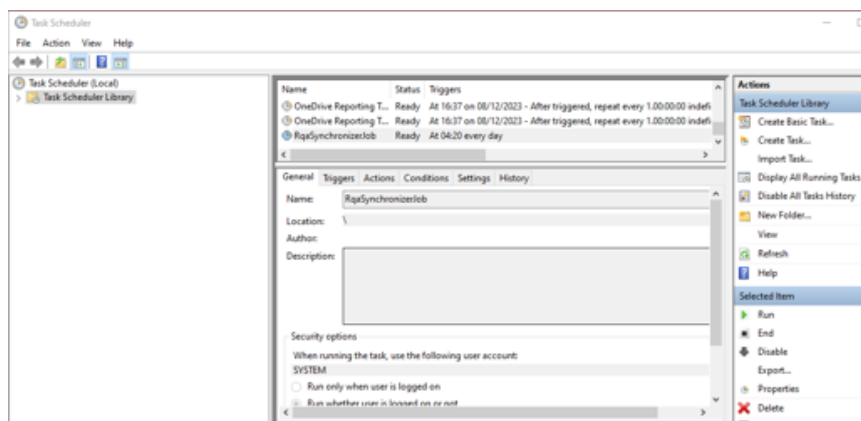 Task Scheduler
File Action View Help
Task Scheduler (Local)
Task Scheduler Library
Name Status Triggers
OneDrive Reporting T... Ready At 16:37 on 08/12/2023 - After triggered, repeat every 1.00:00:00 indefi
OneDrive Reporting T... Ready At 16:37 on 08/12/2023 - After triggered, repeat every 1.00:00:00 indefi
RqaSynchronizerJob Ready At 04:20 every day
General Triggers Actions Conditions Settings History
Name: RqaSynchronizerJob
Location: \
Author:
Description:
Security options
When running the task, use the following user account:
SYSTEM
Run only when user is logged on
Run whether user is logged on or not
Actions
Task Scheduler Library
Create Basic Task...
Create Task...
Import Task...
Display All Running Tasks
Disable All Tasks History
New Folder...
View
Refresh
Help
Selected Item
Run
End
Disable
Export...
Properties
Delete